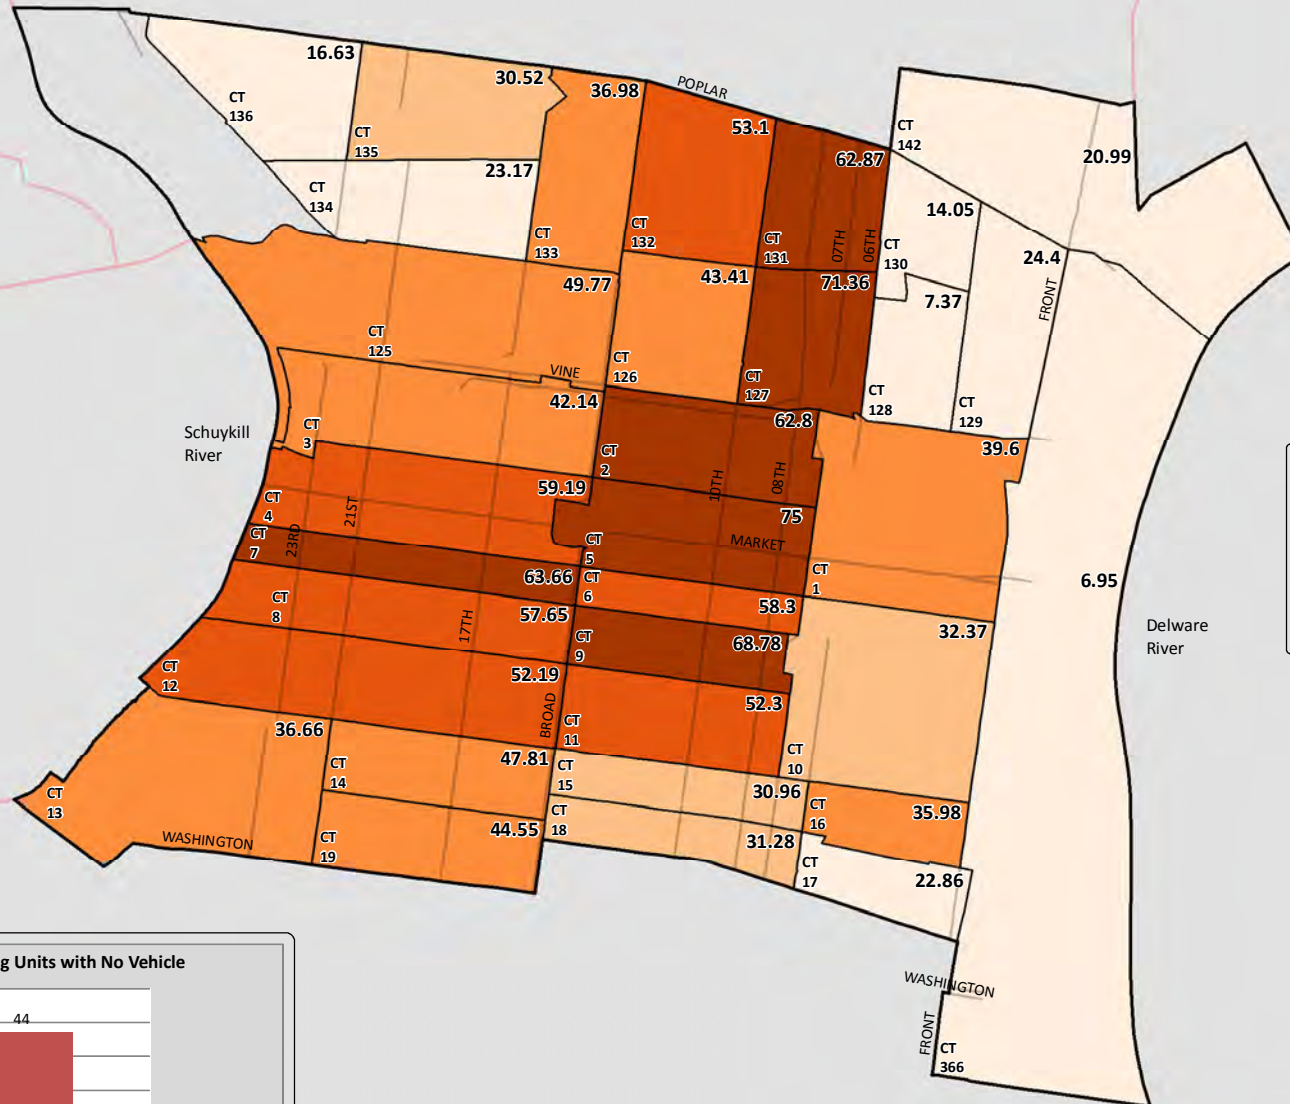 16.63
30.52
36.98
POPLAR
53.1
62.87
CT
136
CT
135
CT
142
20.99
23.17
CT
134
14.05
CT
133
CT
132
CT
131
07TH
06TH
CT
130
24.4
49.77
43.41
71.36
7.37
FRONT
CT
125
VINE
CT
126
CT
127
CT
128
CT
129
42.14
62.8
Schuykill
River
CT
3
CT
2
39.6
59.19
10TH
08TH
CT
4
21ST
75
23RD
CT
7
MARKET
CT
5
63.66
CT
6
CT
1
6.95
CT
8
57.65
58.3
17TH
CT
9
68.78
32.37
Delware
River
CT
12
52.19
52.3
BROAD
36.66
CT
11
47.81
CT
10
CT
14
CT
15
30.96
CT
13
CT
16
35.98
CT
18
44.55
31.28
WASHINGTON
CT
19
CT
17
22.86
g Units with No Vehicle
44
WASHINGTON
FRONT
CT
366